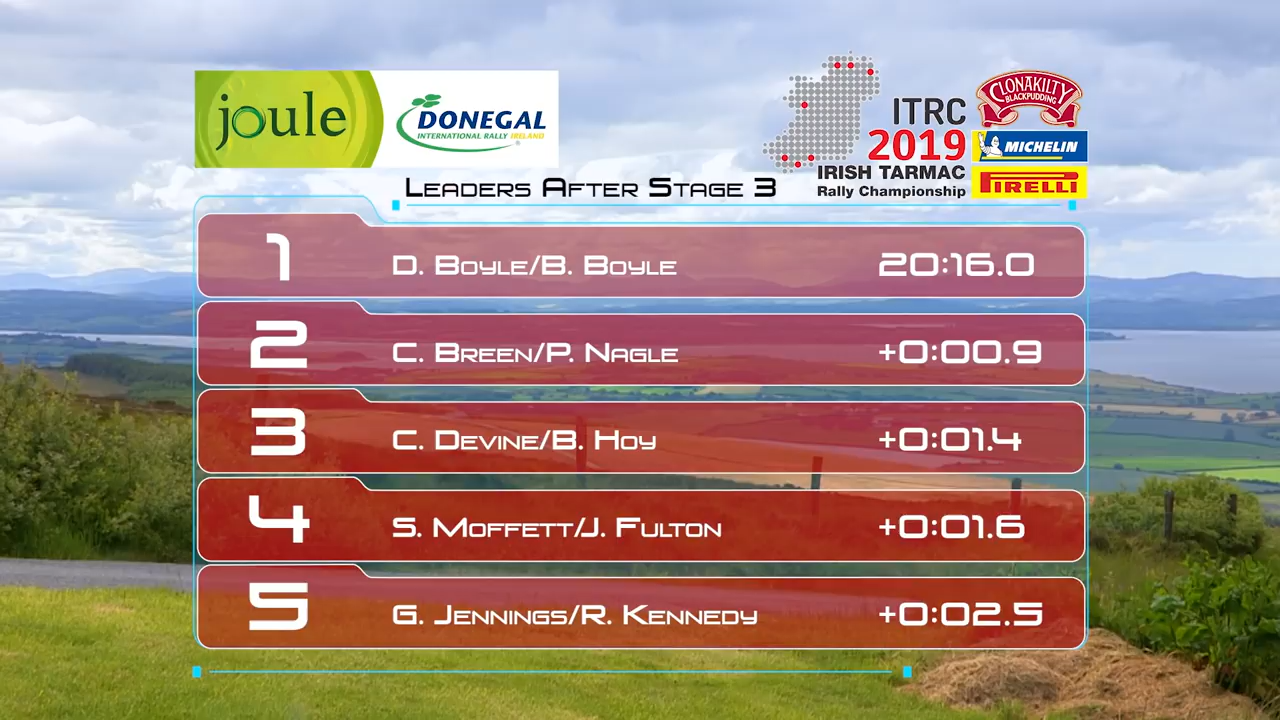 joule
DONEGAL
INTERNATIONAL RALLY IRELAND
ITRC
2019
IRISH TARMAC
Rally Championship
CLONAKILTY
BLACKPUDDING
MICHELIN
PIRELLI
Leaders After Stage 3
1 D. Boyle/B. Boyle 20:16.0
2 C. Breen/P. Nagle +0:00.9
3 C. Devine/B. Hoy +0:01.4
4 S. Moffett/J. Fulton +0:01.6
5 G. Jennings/R. Kennedy +0:02.5